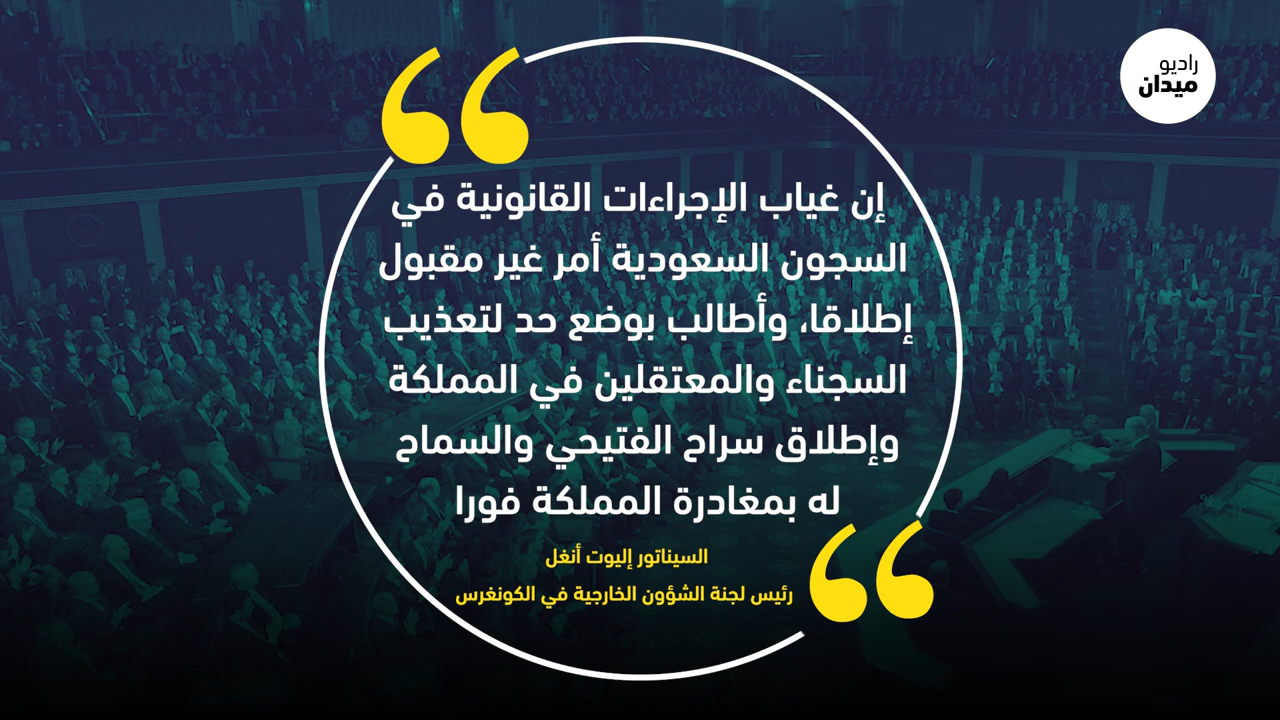 راديو
ميدان
إن غياب الإجراءات القانونية في
السجون السعودية أمر غير مقبول
إطلاقا، وأطالب بوضع حد لتعذيب
السجناء والمعتقلين في المملكة
وإطلاق سراح الفتيحي والسماح
له بمغادرة المملكة فورا
السيناتور إليوت أنغل
رئيس لجنة الشؤون الخارجية في الكونغرس